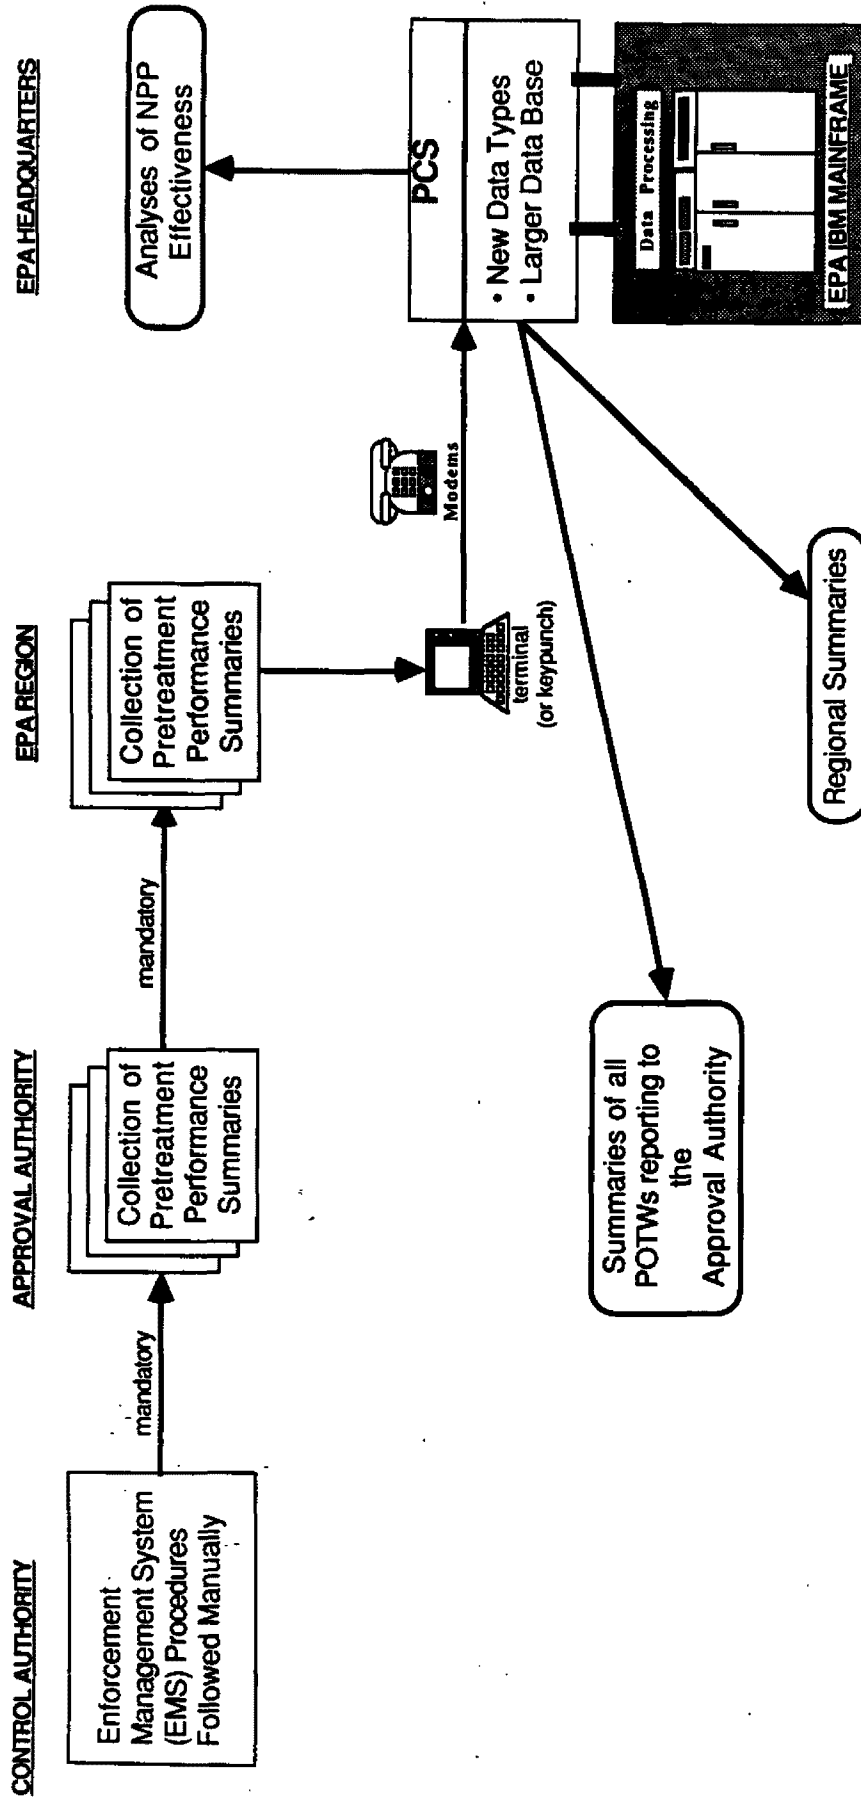 CONTROL AUTHORITY
APPROVAL AUTHORITY
EPA REGION
EPA HEADQUARTERS
Enforcement
Management System
(EMS) Procedures
Followed Manually
mandatory
Collection of
Pretreatment
Performance
Summaries
mandatory
Collection of
Pretreatment
Performance
Summaries
terminal
(or keypunch)
Modems
Analyses of NPP
Effectiveness
PCS
• New Data Types
• Larger Data Base
Data Processing
EPA IBM MAINFRAME
Summaries of all
POTWs reporting to
the
Approval Authority
Regional Summaries